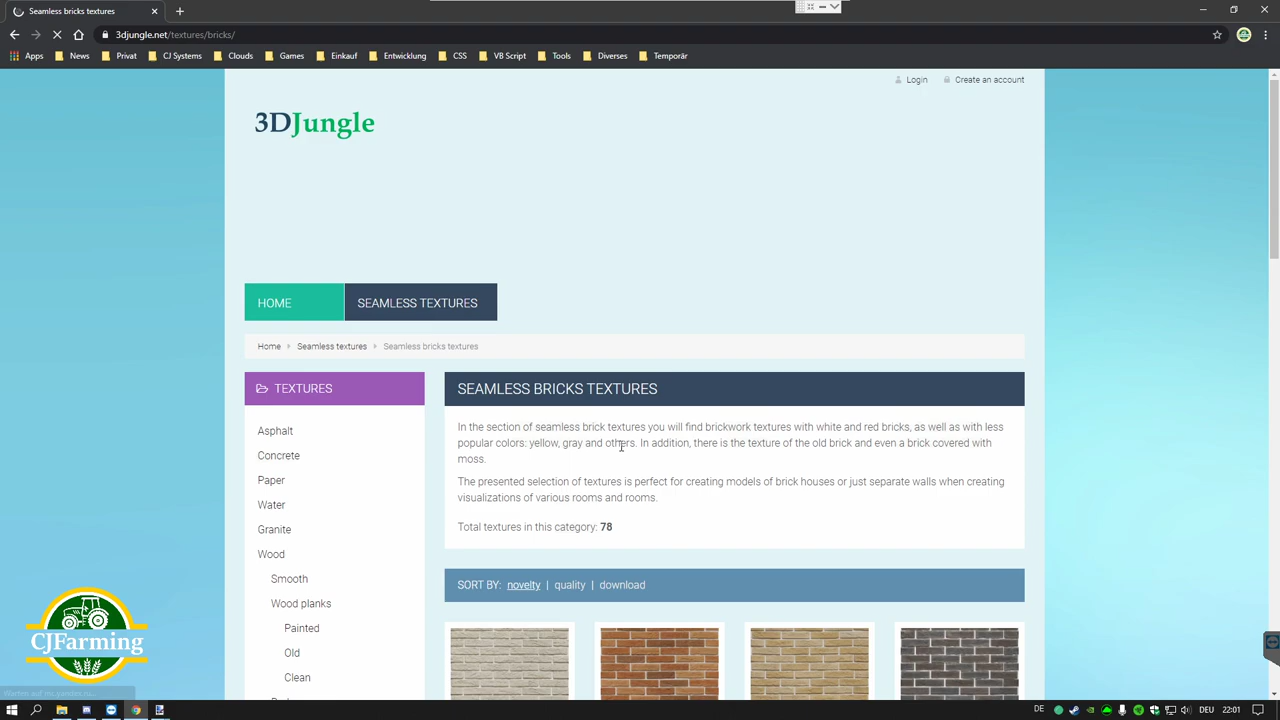 Seamless bricks textures
3djungle.net/textures/bricks/
Apps News Privat CJ Systems Clouds Games Einkauf Entwicklung CSS VB Script Tools Diverses Temporär
Login Create an account
3DJungle
HOME SEAMLESS TEXTURES
Home Seamless textures Seamless bricks textures
TEXTURES
Asphalt
Concrete
Paper
Water
Granite
Wood
Smooth
Wood planks
Painted
Old
Clean
SEAMLESS BRICKS TEXTURES
In the section of seamless brick textures you will find brickwork textures with white and red bricks, as well as with less
popular colors: yellow, gray and others. In addition, there is the texture of the old brick and even a brick covered with
moss.
The presented selection of textures is perfect for creating models of brick houses or just separate walls when creating
visualizations of various rooms and rooms.
Total textures in this category: 78
SORT BY: novelty | quality | download
CJFarming
DE DEU 22:01